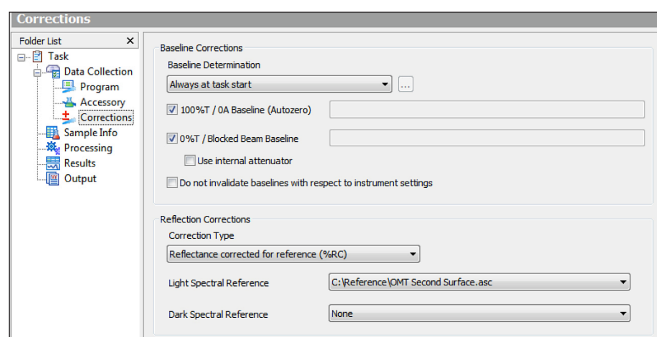 Corrections
Folder List X
Task
Data Collection
Program
Accessory
Corrections
Sample Info
Processing
Results
Output
Baseline Corrections
Baseline Determination
Always at task start ...
100%T / 0A Baseline (Autozero)
0%T / Blocked Beam Baseline
Use internal attenuator
Do not invalidate baselines with respect to instrument settings
Reflection Corrections
Correction Type
Reflectance corrected for reference (%RC)
Light Spectral Reference C:\Reference\OMT Second Surface.asc
Dark Spectral Reference None